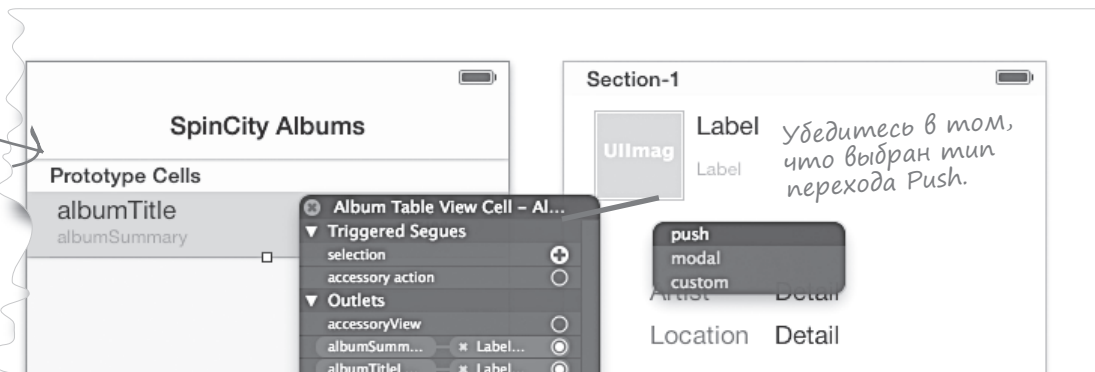 SpinCity Albums
Prototype Cells
albumTitle
albumSummary
Album Table View Cell – Al...
Triggered Segues
selection
accessory action
Outlets
accessoryView
albumSumm... Label...
albumTitleL... Label...
Section-1
UIImag
Label
Label
Убедитесь в том,
что выбран тип
перехода Push.
push
modal
custom
Artist Detail
Location Detail